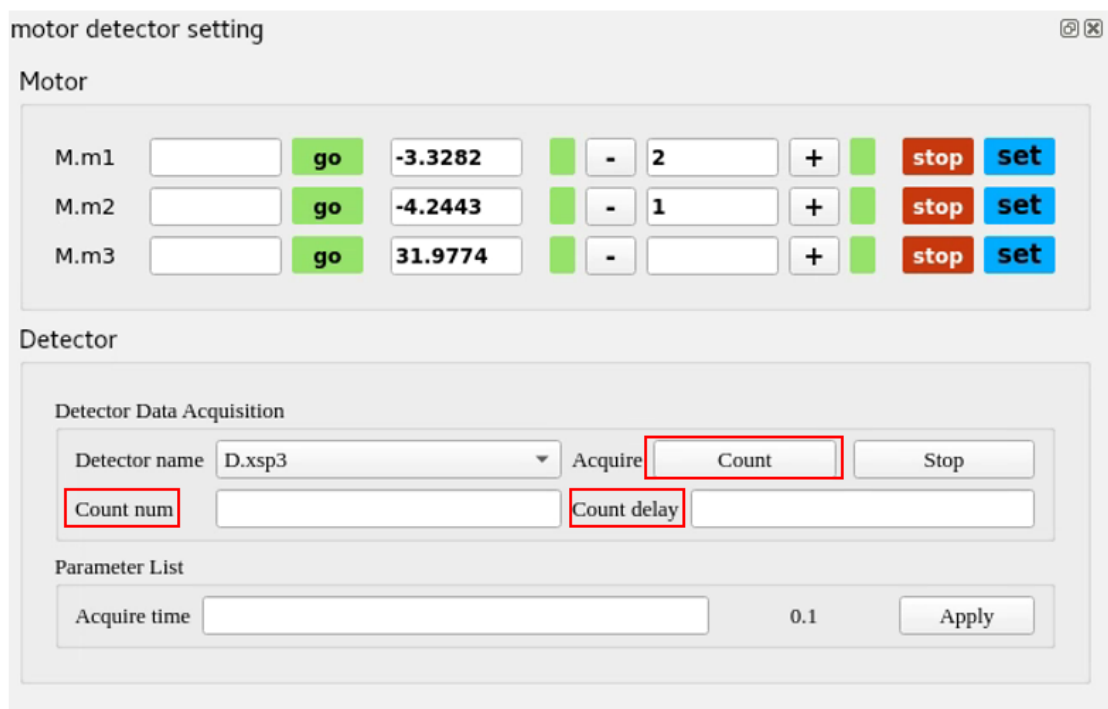 motor detector setting
Motor
M.m1 go -3.3282 - 2 + stop set
M.m2 go -4.2443 - 1 + stop set
M.m3 go 31.9774 - + stop set
Detector
Detector Data Acquisition
Detector name D.xsp3 Acquire Count Stop
Count num Count delay
Parameter List
Acquire time 0.1 Apply